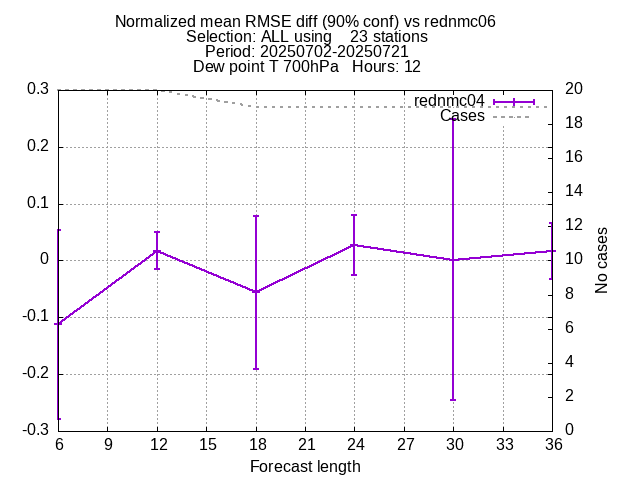 Normalized mean RMSE diff (90% conf) vs rednmc06
Selection: ALL using    23 stations
Period: 20250702-20250721
Dew point T 700hPa   Hours: 12
rednmc04
Cases
0.3
0.2
0.1
0
-0.1
-0.2
-0.3
20
18
16
14
12
10
8
6
4
2
0
No cases
6 9 12 15 18 21 24 27 30 33 36
Forecast length